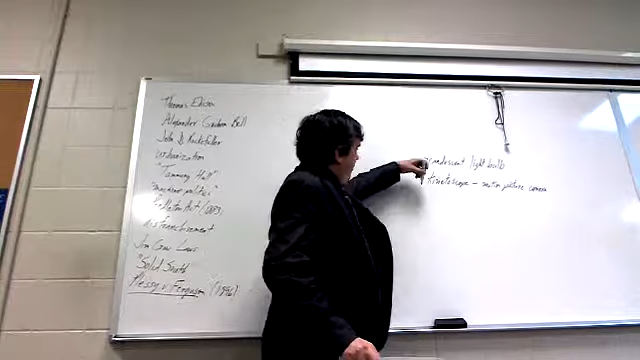 Thomas Edison
Alexander Graham Bell
John D. Rockefeller
urbanization
"Tammany Hall"
"machine politics"
Pendleton Act (1883)
disfranchisement
Jim Crow Laws
"Solid South"
Plessy v. Ferguson (1896)
incandescent light bulb
Kinetoscope - motion picture camera